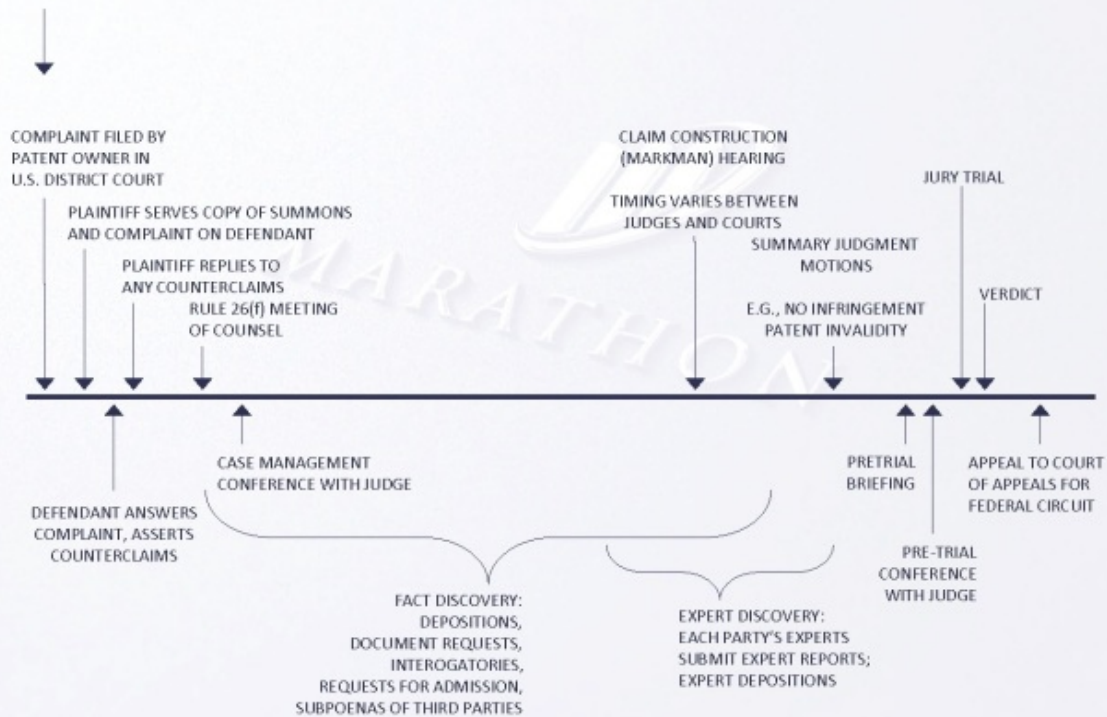 COMPLAINT FILED BY
PATENT OWNER IN
U.S. DISTRICT COURT
PLAINTIFF SERVES COPY OF SUMMONS
AND COMPLAINT ON DEFENDANT
PLAINTIFF REPLIES TO
ANY COUNTERCLAIMS
RULE 26(f) MEETING
OF COUNSEL
CLAIM CONSTRUCTION
(MARKMAN) HEARING
TIMING VARIES BETWEEN
JUDGES AND COURTS
SUMMARY JUDGMENT
MOTIONS
E.G., NO INFRINGEMENT
PATENT INVALIDITY
JURY TRIAL
VERDICT
MARATHON
DEFENDANT ANSWERS
COMPLAINT, ASSERTS
COUNTERCLAIMS
CASE MANAGEMENT
CONFERENCE WITH JUDGE
FACT DISCOVERY:
DEPOSITIONS,
DOCUMENT REQUESTS,
INTEROGATORIES,
REQUESTS FOR ADMISSION,
SUBPOENAS OF THIRD PARTIES
EXPERT DISCOVERY:
EACH PARTY'S EXPERTS
SUBMIT EXPERT REPORTS;
EXPERT DEPOSITIONS
PRETRIAL
BRIEFING
PRE-TRIAL
CONFERENCE
WITH JUDGE
APPEAL TO COURT
OF APPEALS FOR
FEDERAL CIRCUIT